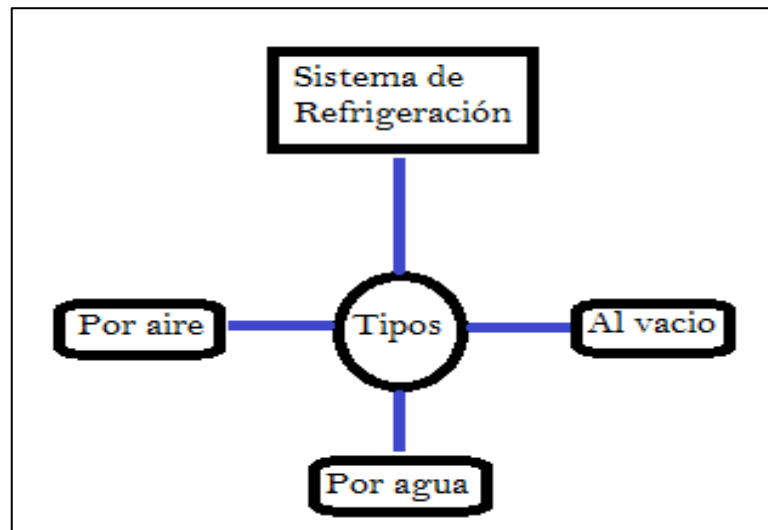 Sistema de
Refrigeración
Por aire
Tipos
Al vacio
Por agua